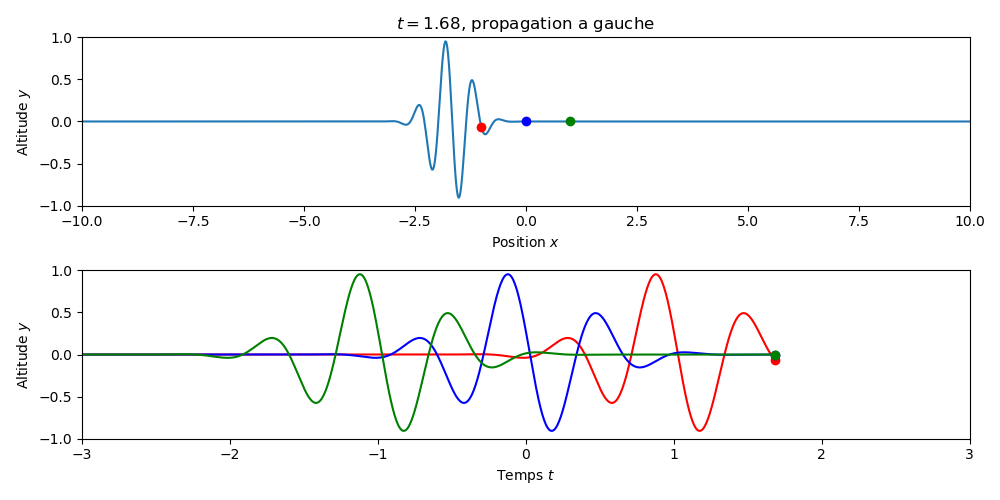 t = 1.68, propagation a gauche
1.0
0.5
0.0
−0.5
−1.0
Altitude y
−10.0 −7.5 −5.0 −2.5 0.0 2.5 5.0 7.5 10.0
Position x
1.0
0.5
0.0
−0.5
−1.0
Altitude y
−3 −2 −1 0 1 2 3
Temps t